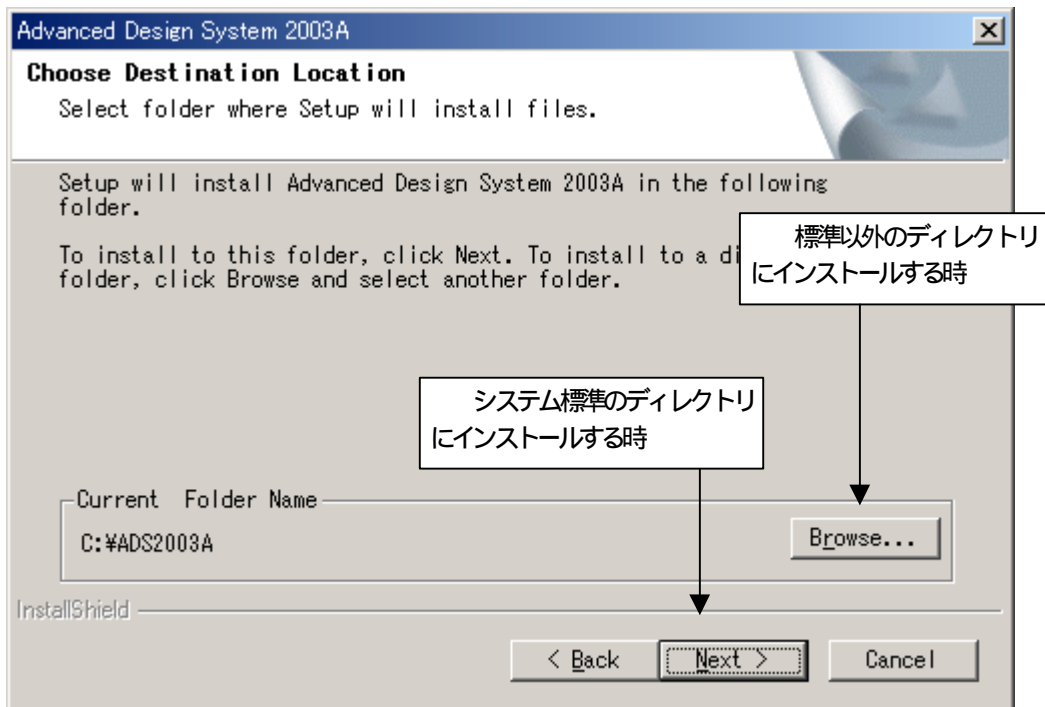 Advanced Design System 2003A
Choose Destination Location
Select folder where Setup will install files.
Setup will install Advanced Design System 2003A in the following
folder.
To install to this folder, click Next. To install to a di
folder, click Browse and select another folder.
標準以外のディレクトリ
にインストールする時
システム標準のディレクトリ
にインストールする時
Current Folder Name
C:¥ADS2003A
Browse...
InstallShield
< Back
Next >
Cancel